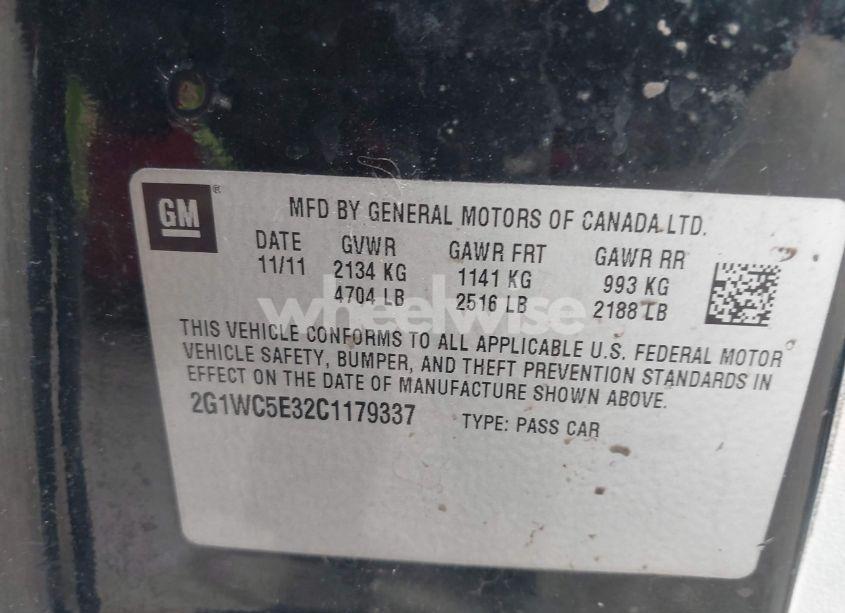 GM®
MFD BY GENERAL MOTORS OF CANADA LTD.
DATE GVWR GAWR FRT GAWR RR
11/11 2134 KG 1141 KG 993 KG
4704 LB 2516 LB 2188 LB
wheelwise
THIS VEHICLE CONFORMS TO ALL APPLICABLE U.S. FEDERAL MOTOR
VEHICLE SAFETY, BUMPER, AND THEFT PREVENTION STANDARDS IN
EFFECT ON THE DATE OF MANUFACTURE SHOWN ABOVE.
2G1WC5E32C1179337 TYPE: PASS CAR